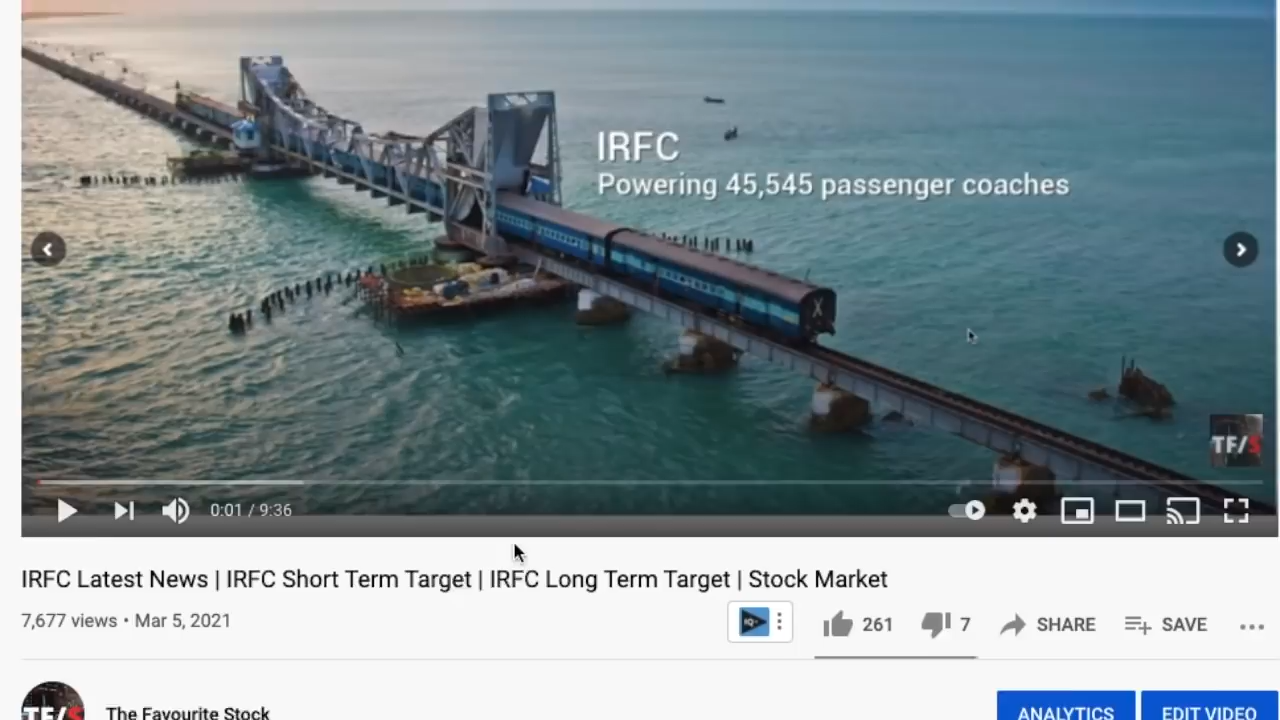 IRFC
Powering 45,545 passenger coaches
TF/S
0:01 / 9:36
IRFC Latest News | IRFC Short Term Target | IRFC Long Term Target | Stock Market
7,677 views • Mar 5, 2021
IQ
261
7
SHARE
SAVE
TF/S
The Favourite Stock
ANALYTICS
EDIT VIDEO